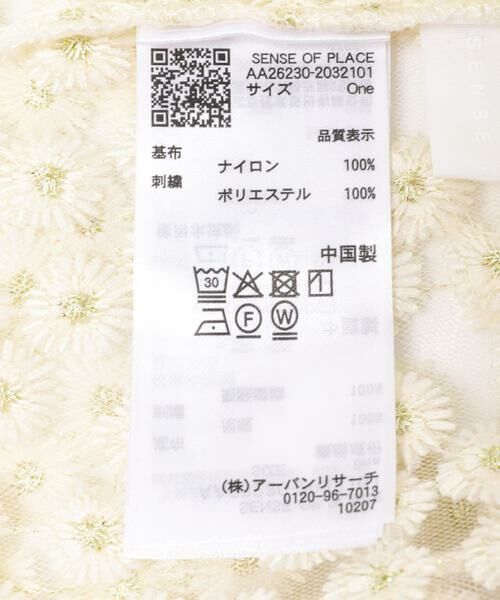 SENSE OF PLACE
AA26230-2032101
サイズ One
品質表示
基布 ナイロン 100%
刺繍 ポリエステル 100%
中国製
30
F W
(株)アーバンリサーチ
0120-96-7013
10207
SENSE